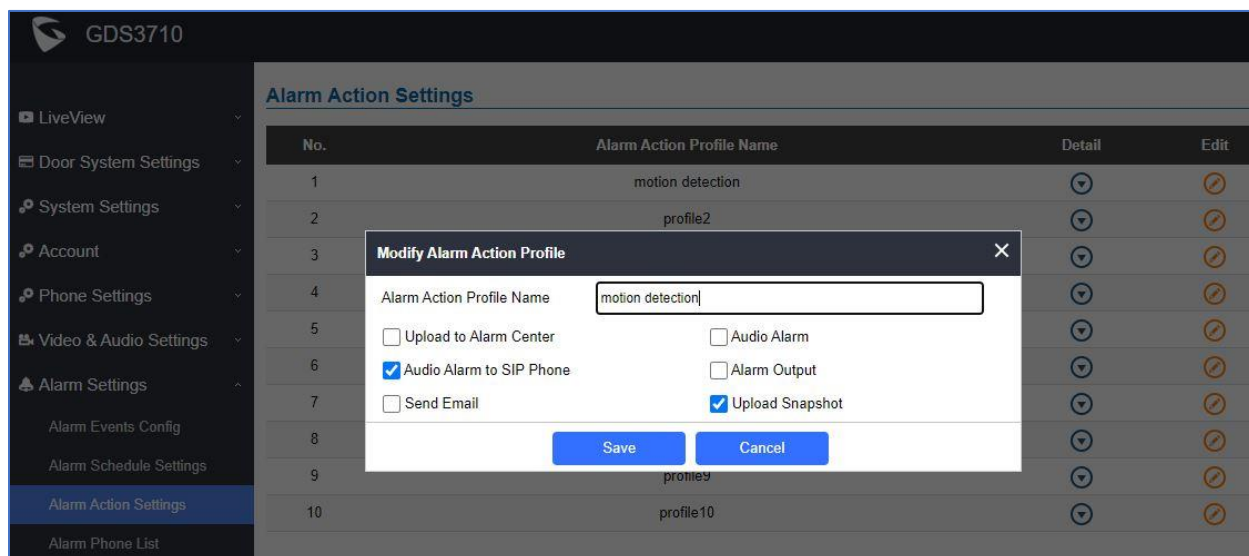 GDS3710
LiveView
Door System Settings
System Settings
Account
Phone Settings
Video & Audio Settings
Alarm Settings
Alarm Events Config
Alarm Schedule Settings
Alarm Action Settings
Alarm Phone List
Alarm Action Settings
No. Alarm Action Profile Name Detail Edit
1 motion detection
2 profile2
3
4
5
6
7
8
9 profile9
10 profile10
Modify Alarm Action Profile
Alarm Action Profile Name motion detection
Upload to Alarm Center Audio Alarm
Audio Alarm to SIP Phone Alarm Output
Send Email Upload Snapshot
Save Cancel